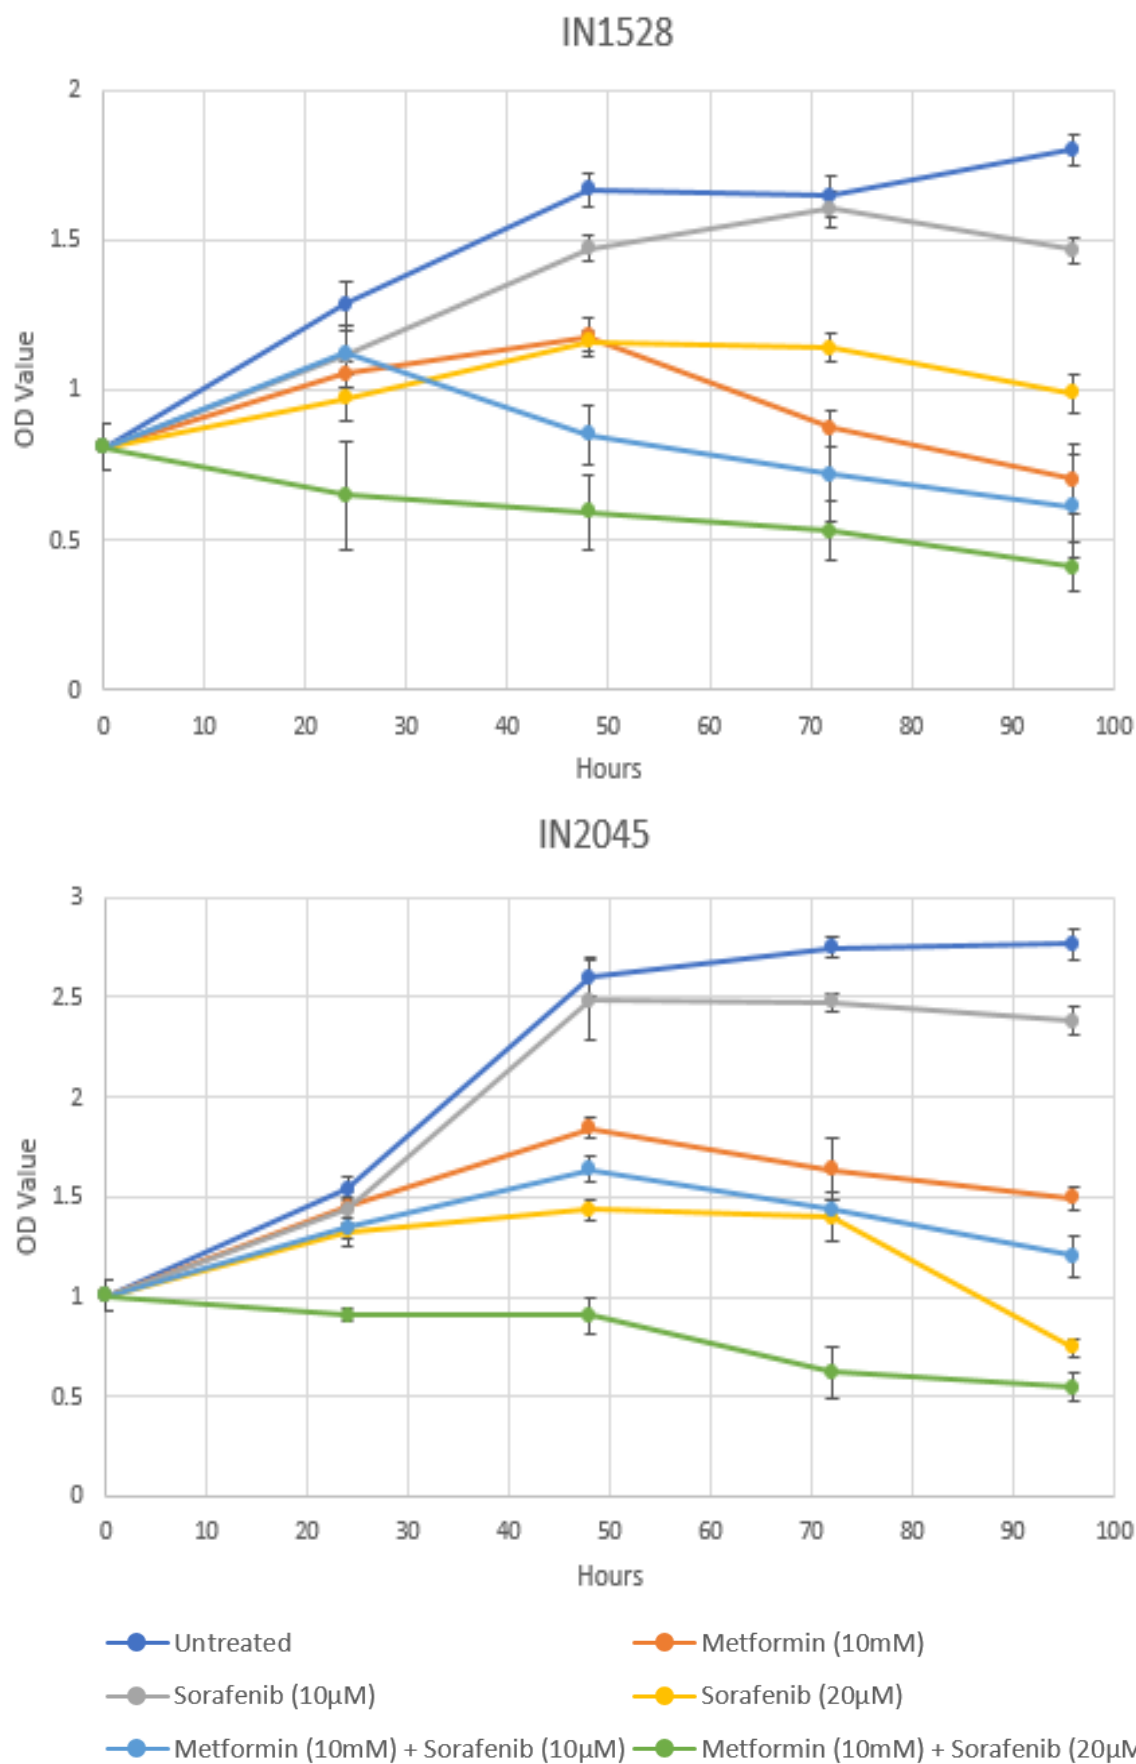 IN1528
2
1.5
1
0.5
0
OD Value
0 10 20 30 40 50 60 70 80 90 100
Hours
IN2045
3
2.5
2
1.5
1
0.5
0
OD Value
0 10 20 30 40 50 60 70 80 90 100
Hours
Untreated Metformin (10mM)
Sorafenib (10µM) Sorafenib (20µM)
Metformin (10mM) + Sorafenib (10µM) Metformin (10mM) + Sorafenib (20µM